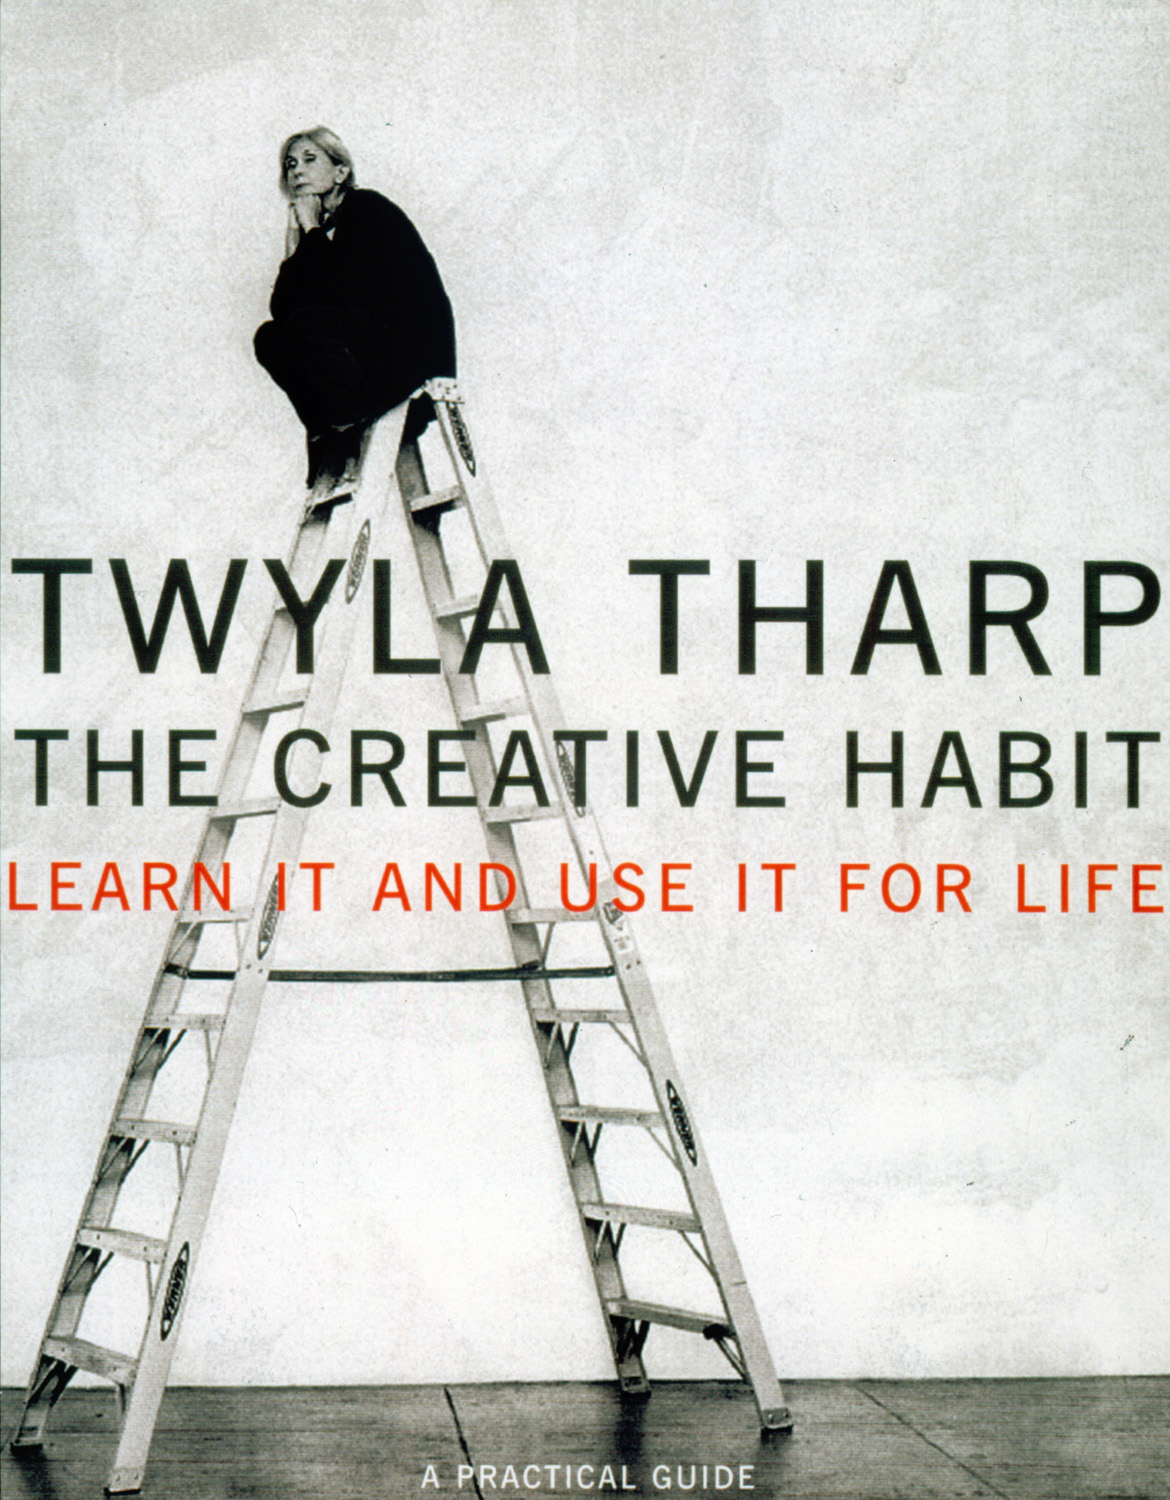 TWYLA THARP
THE CREATIVE HABIT
LEARN IT AND USE IT FOR LIFE
A PRACTICAL GUIDE